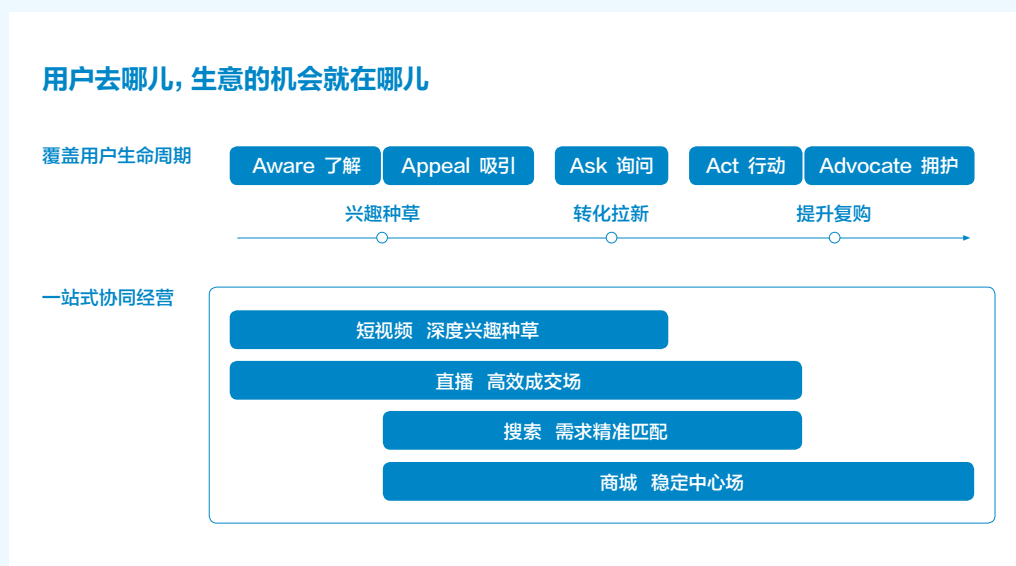 用户去哪儿，生意的机会就在哪儿
覆盖用户生命周期
Aware 了解 Appeal 吸引 Ask 询问 Act 行动 Advocate 拥护
兴趣种草 转化拉新 提升复购
一站式协同经营
短视频 深度兴趣种草
直播 高效成交场
搜索 需求精准匹配
商城 稳定中心场